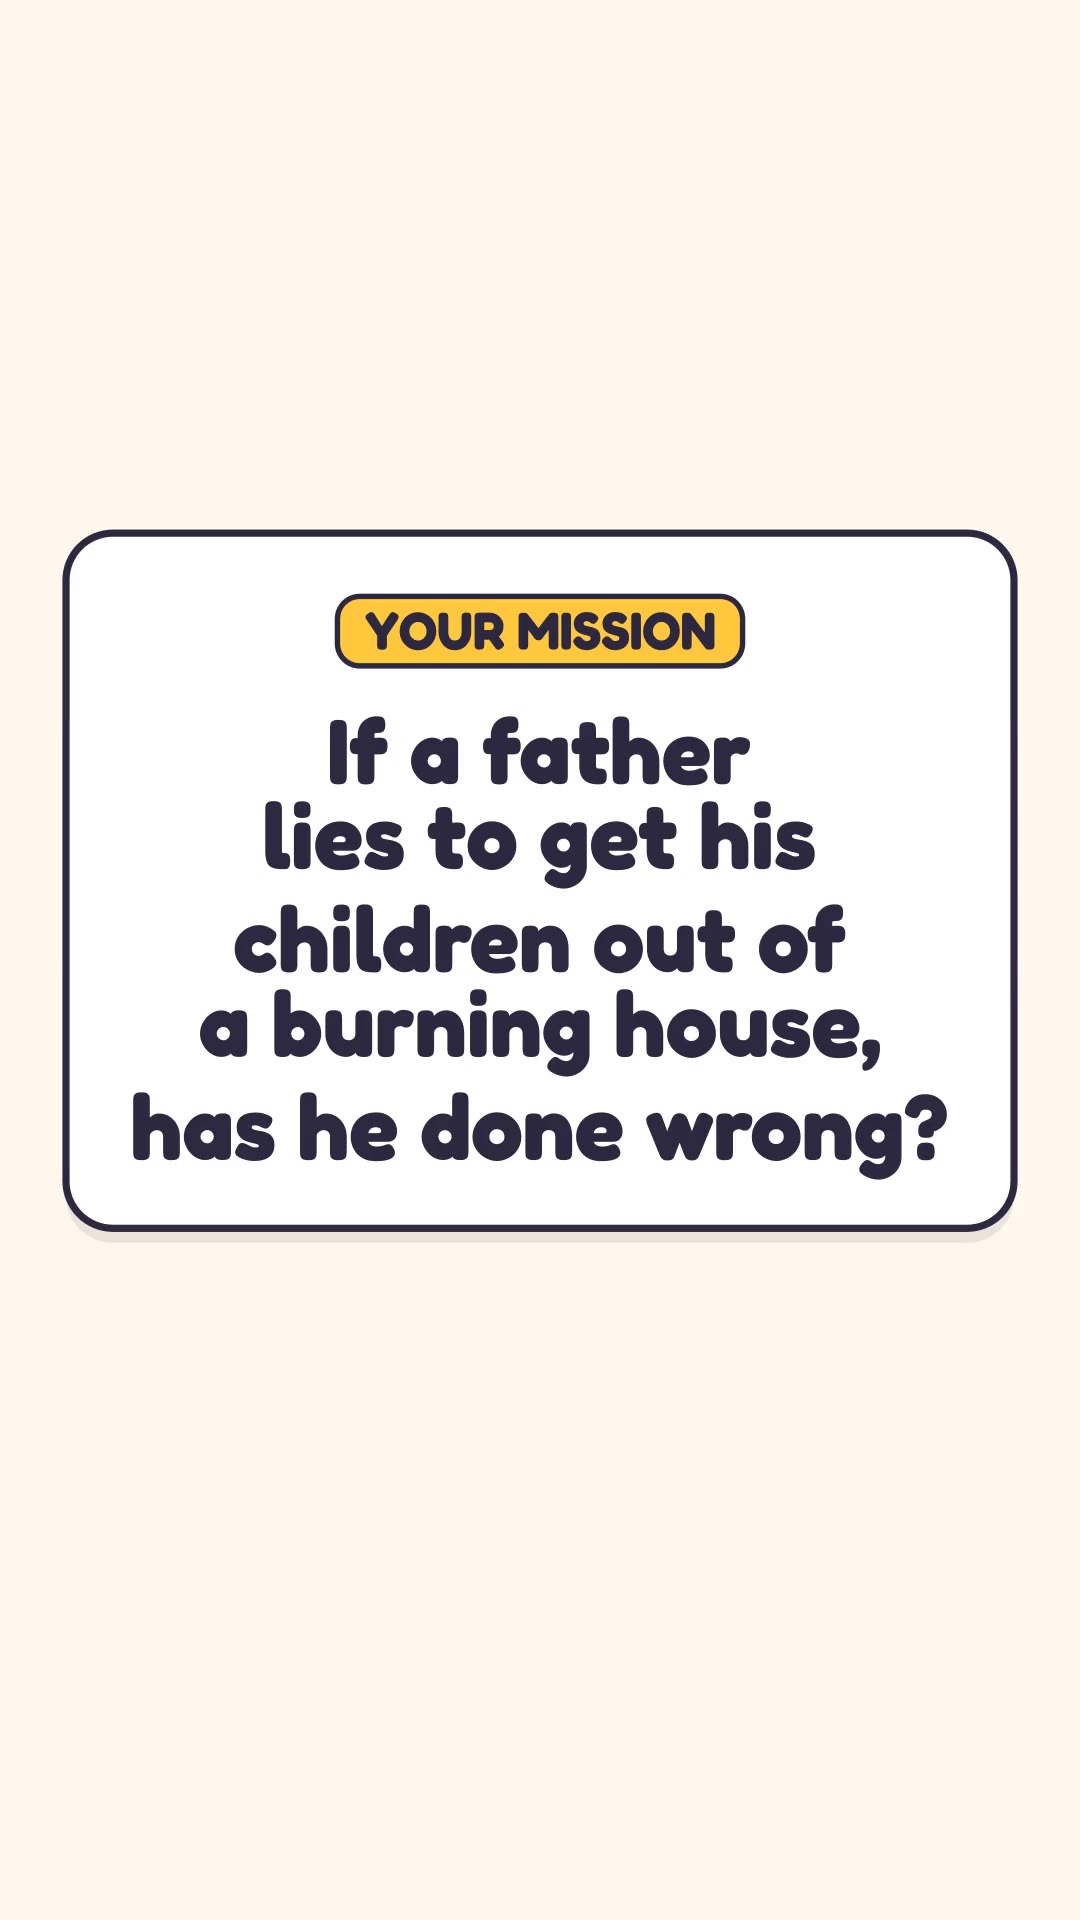 YOUR MISSION
If a father
lies to get his
children out of
a burning house,
has he done wrong?